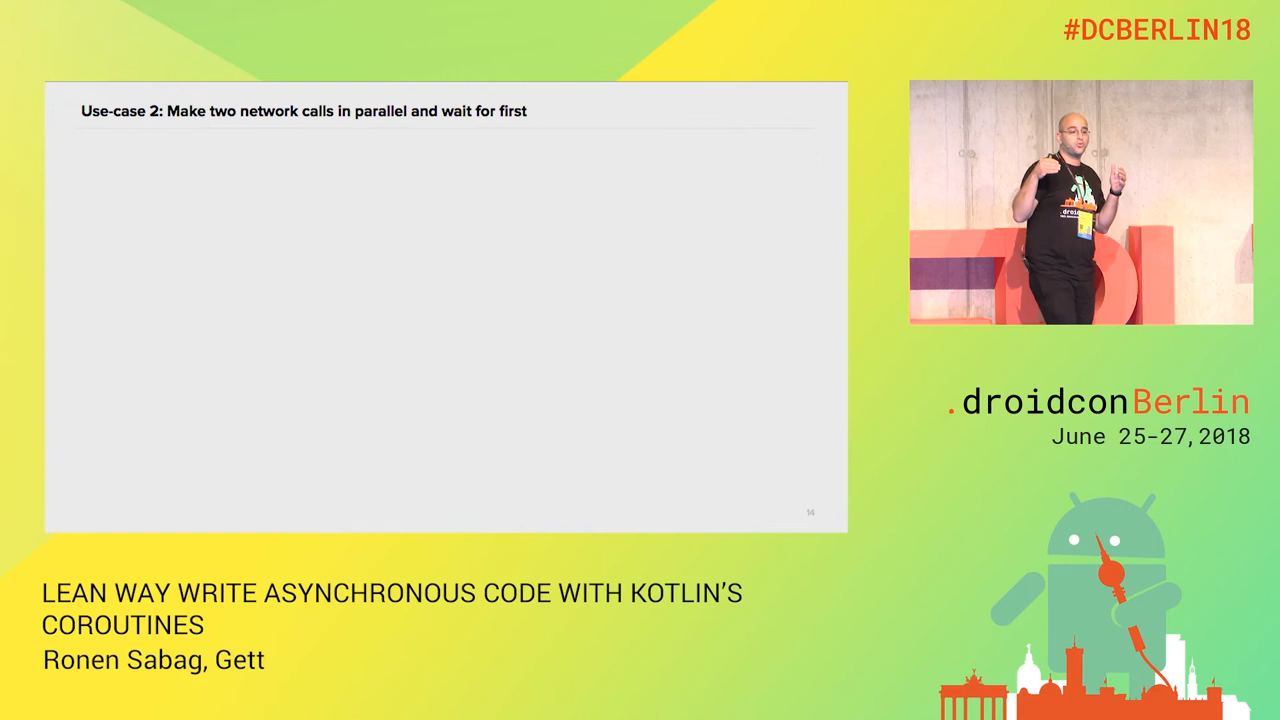 #DCBERLIN18
Use-case 2: Make two network calls in parallel and wait for first
14
.droidconBerlin
June 25-27, 2018
LEAN WAY WRITE ASYNCHRONOUS CODE WITH KOTLIN'S
COROUTINES
Ronen Sabag, Gett